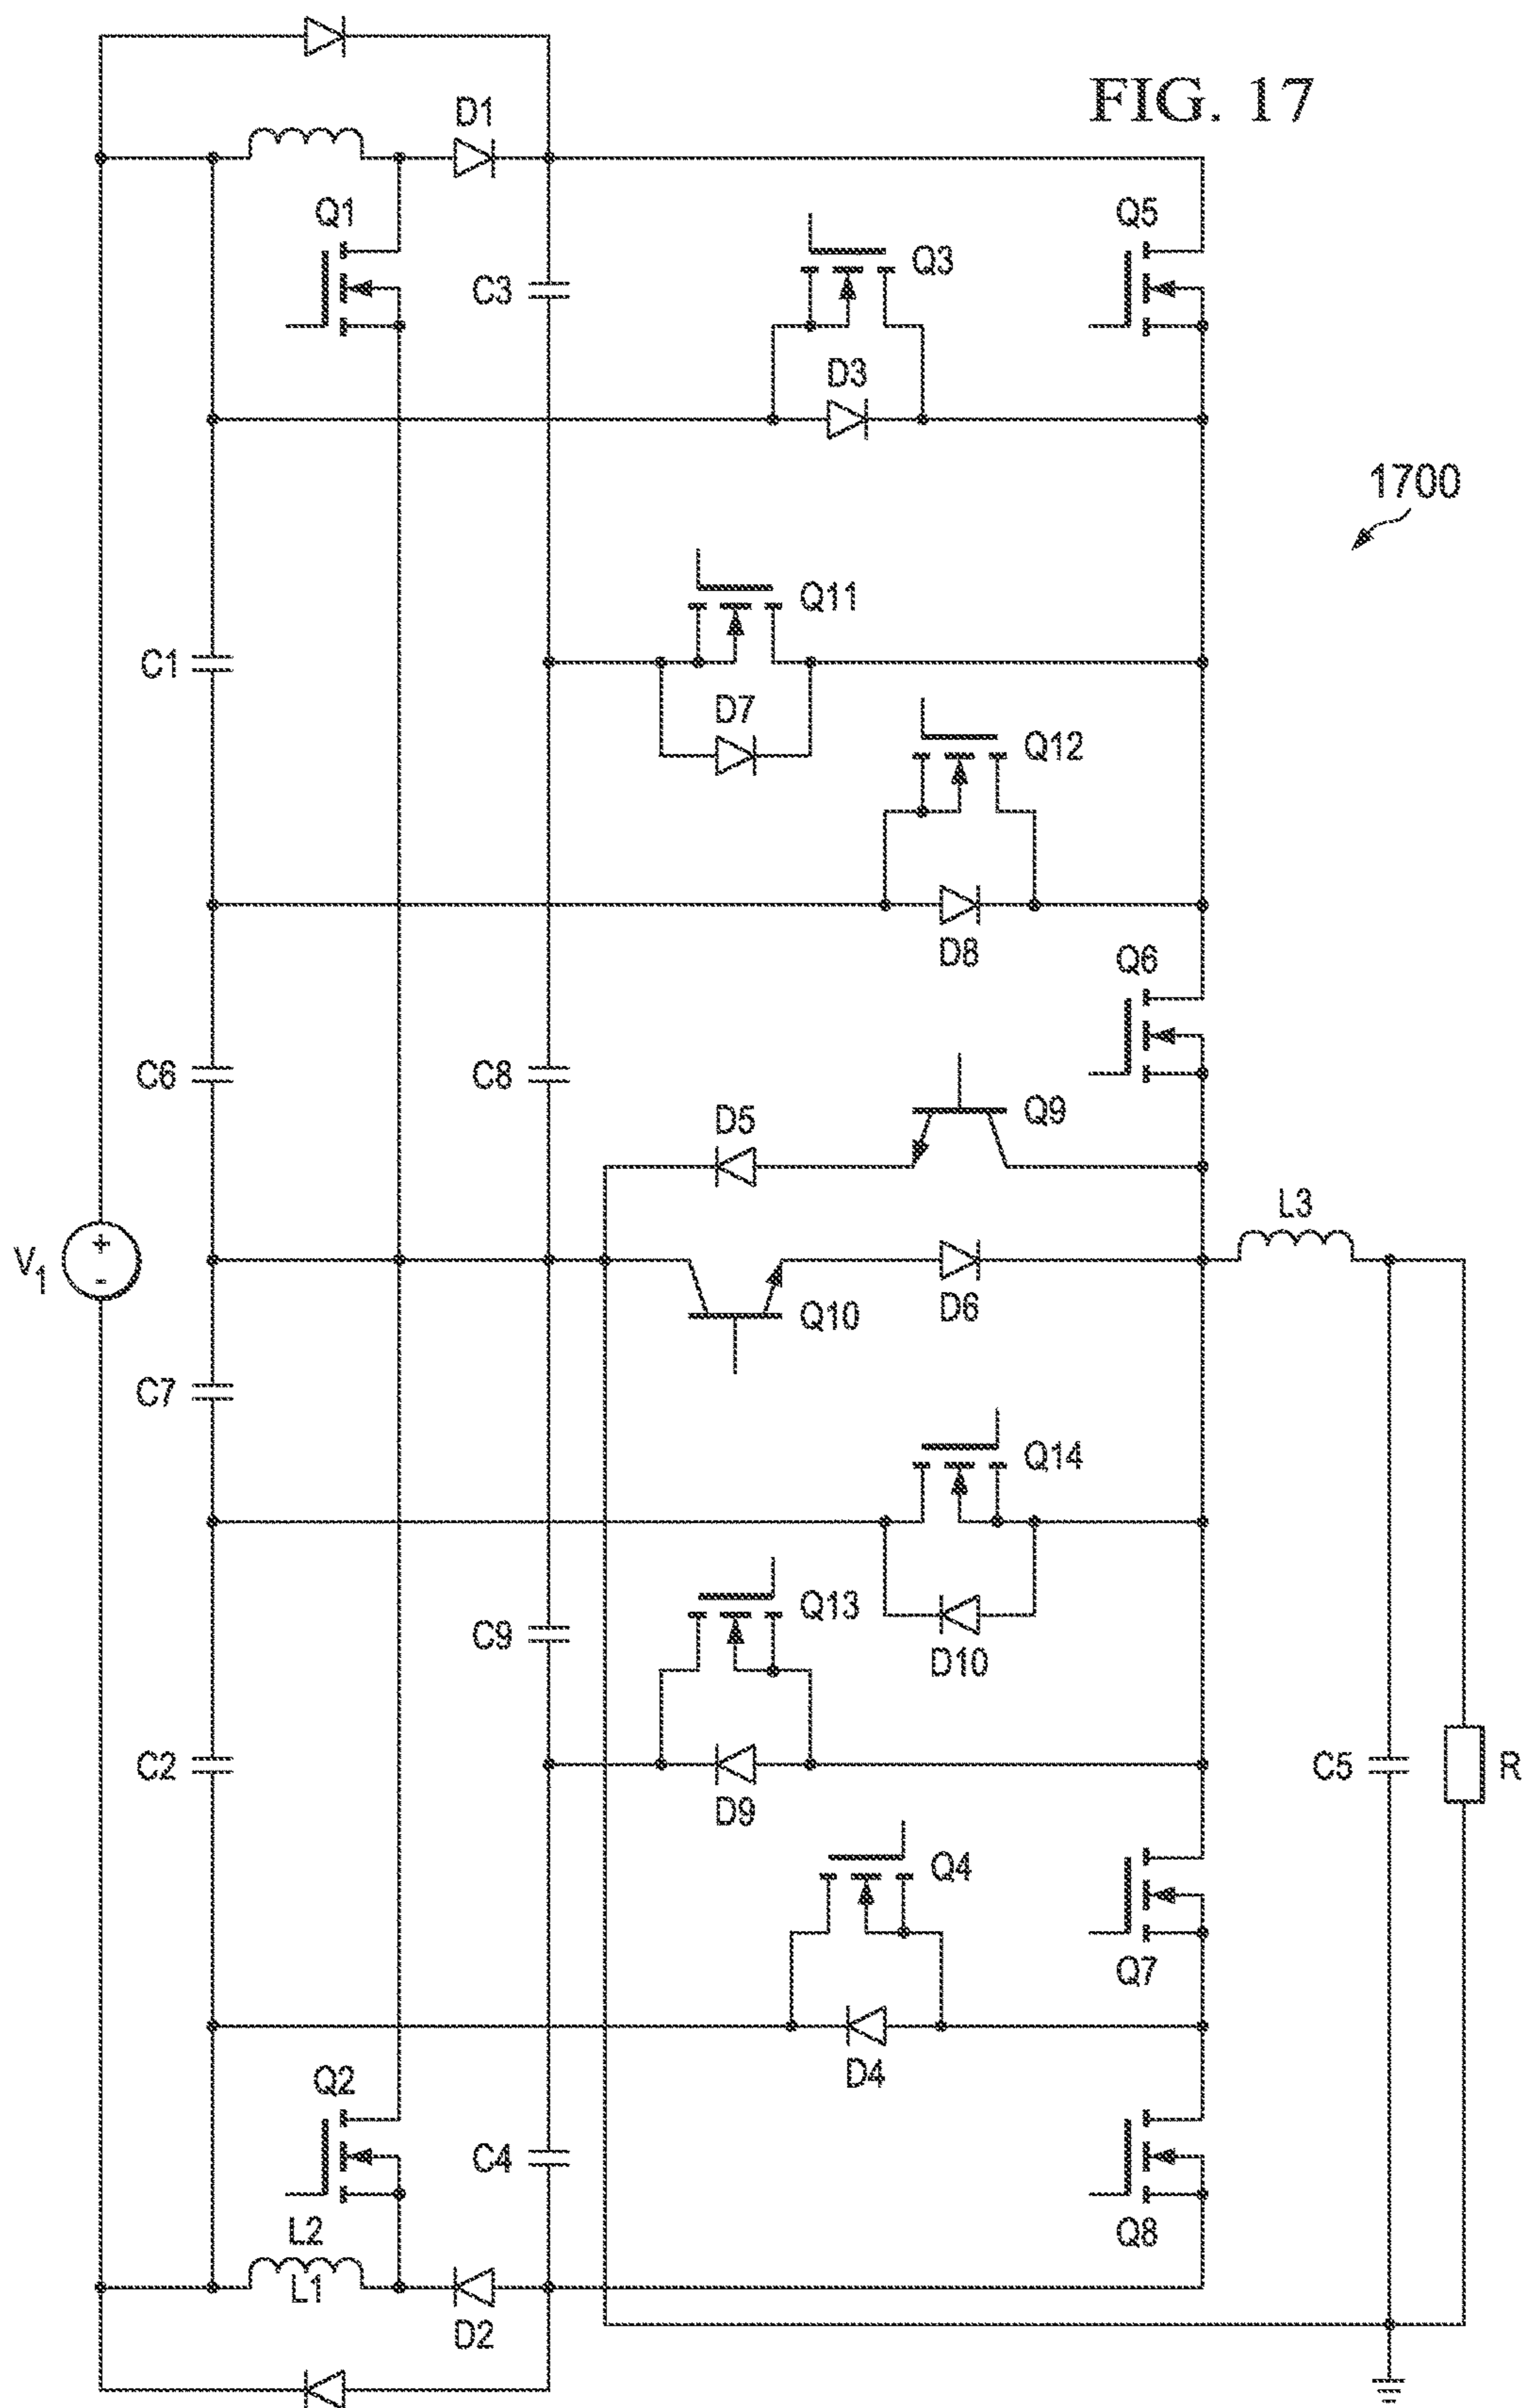 FIG. 17
D1
Q1
Q3
Q5
C3
D3
1700
Q11
C1
D7
Q12
D8
Q6
C6
C8
Q9
D5
L3
V1
+
-
Q10
D6
C7
Q14
Q13
C9
D10
C2
D9
C5
R
Q4
Q7
D4
Q2
C4
L2
Q8
L1
D2